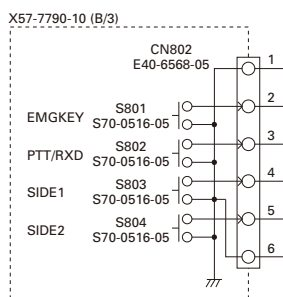 X57-7790-10 (B/3)
CN802
E40-6568-05
1
2
EMGKEY
S801
S70-0516-05
3
PTT/RXD
S802
S70-0516-05
4
SIDE1
S803
S70-0516-05
5
SIDE2
S804
S70-0516-05
6